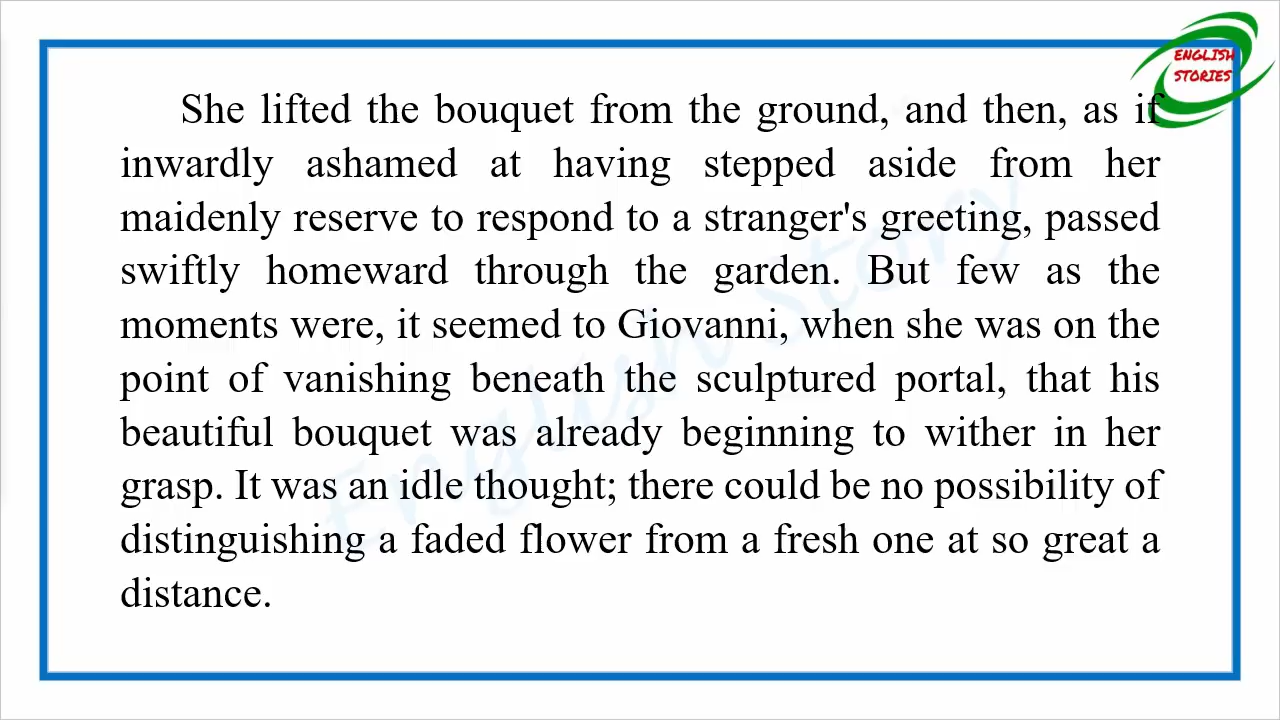 ENGLISH
STORIES
She lifted the bouquet from the ground, and then, as if
inwardly ashamed at having stepped aside from her
maidenly reserve to respond to a stranger's greeting, passed
swiftly homeward through the garden. But few as the
moments were, it seemed to Giovanni, when she was on the
point of vanishing beneath the sculptured portal, that his
beautiful bouquet was already beginning to wither in her
grasp. It was an idle thought; there could be no possibility of
distinguishing a faded flower from a fresh one at so great a
distance.
English Story